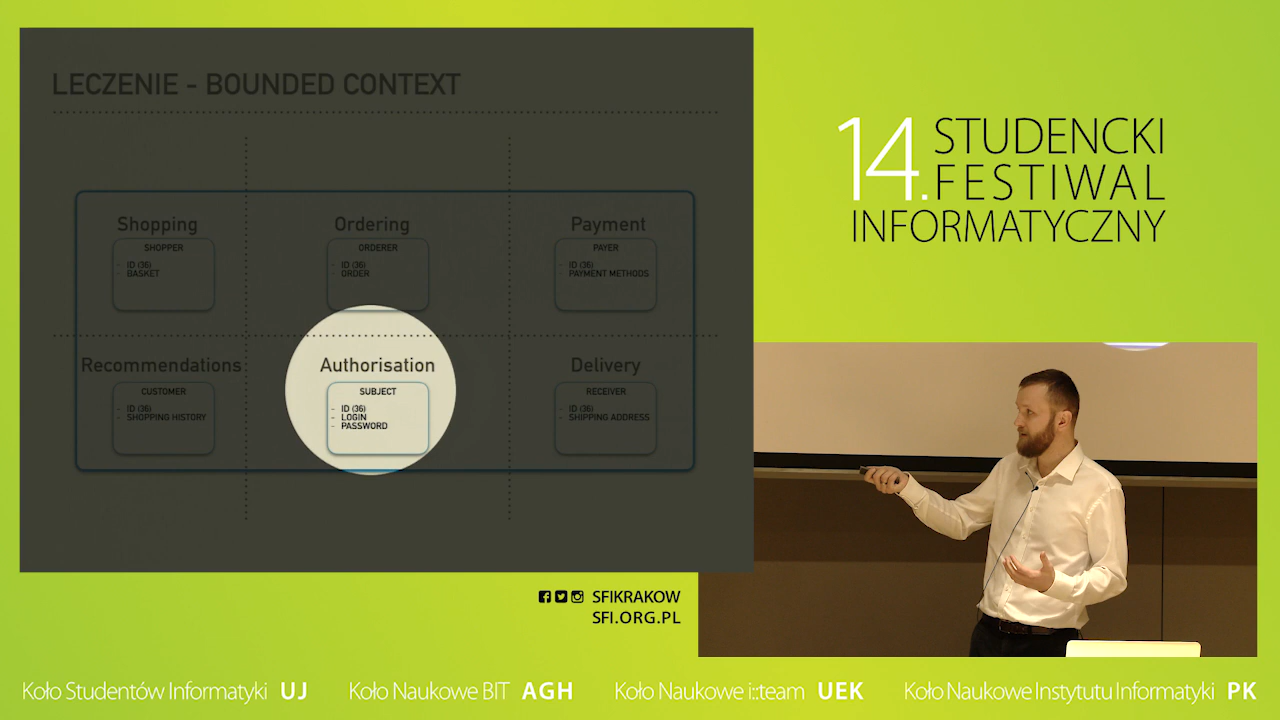 LECZENIE - BOUNDED CONTEXT
Shopping
SHOPPER
- ID (36)
- BASKET
Ordering
ORDERER
- ID (36)
- ORDER
Payment
PAYER
- ID (36)
- PAYMENT METHODS
Recommendations
CUSTOMER
- ID (36)
- SHOPPING HISTORY
Authorisation
SUBJECT
- ID (36)
- LOGIN
- PASSWORD
Delivery
RECEIVER
- ID (36)
- SHIPPING ADDRESS
14. STUDENCKI
FESTIWAL
INFORMATYCZNY
SFIKRAKOW
SFI.ORG.PL
Koło Studentów Informatyki UJ
Koło Naukowe BIT AGH
Koło Naukowe i::team UEK
Koło Naukowe Instytutu Informatyki PK